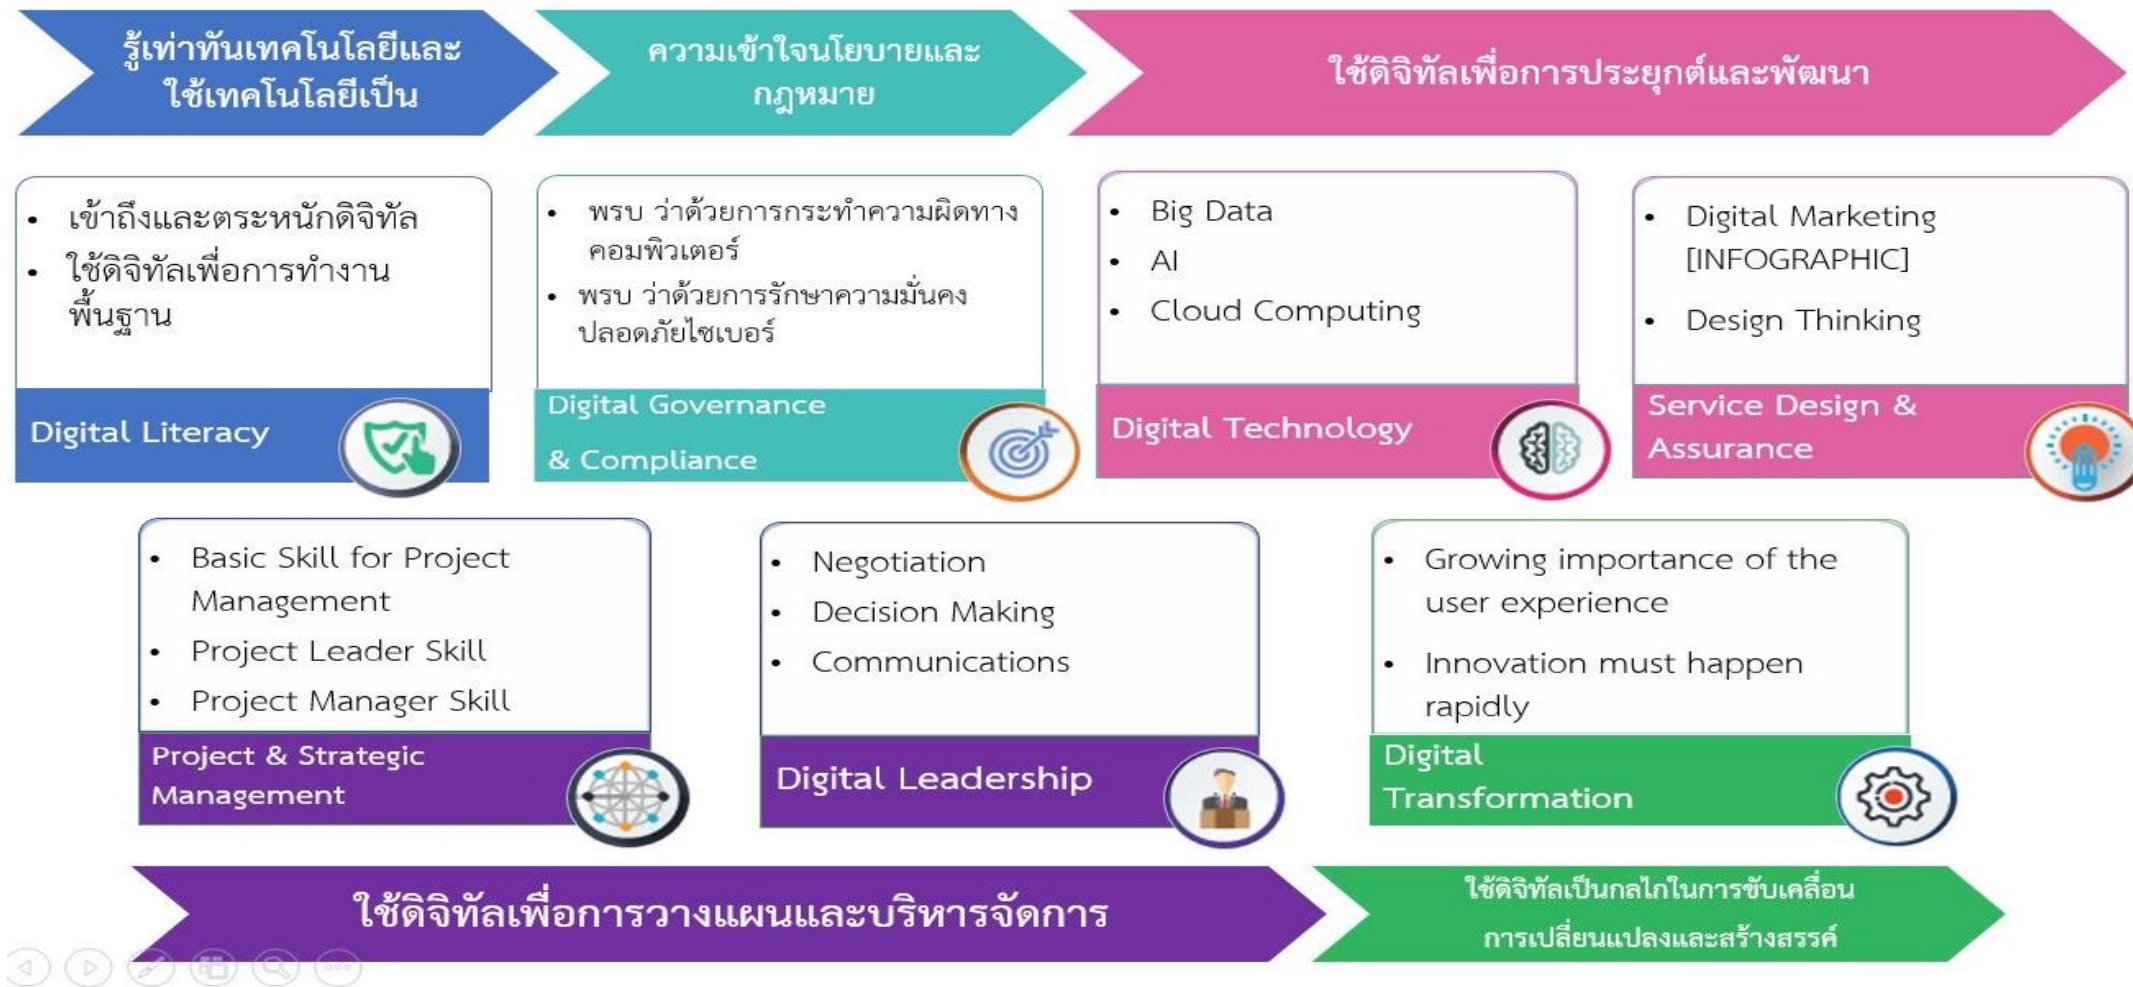 รู้เท่าทันเทคโนโลยีและ
ใช้เทคโนโลยีเป็น
ความเข้าใจนโยบายและ
กฎหมาย
ใช้ดิจิทัลเพื่อการประยุกต์และพัฒนา
• เข้าถึงและตระหนักดิจิทัล
• ใช้ดิจิทัลเพื่อการทำงาน
พื้นฐาน
Digital Literacy
• พรบ ว่าด้วยการกระทำความผิดทาง
คอมพิวเตอร์
• พรบ ว่าด้วยการรักษาความมั่นคง
ปลอดภัยไซเบอร์
Digital Governance
& Compliance
• Big Data
• AI
• Cloud Computing
Digital Technology
• Digital Marketing
[INFOGRAPHIC]
• Design Thinking
Service Design &
Assurance
• Basic Skill for Project
Management
• Project Leader Skill
• Project Manager Skill
Project & Strategic
Management
• Negotiation
• Decision Making
• Communications
Digital Leadership
• Growing importance of the
user experience
• Innovation must happen
rapidly
Digital
Transformation
ใช้ดิจิทัลเพื่อการวางแผนและบริหารจัดการ
ใช้ดิจิทัลเป็นกลไกในการขับเคลื่อน
การเปลี่ยนแปลงและสร้างสรรค์